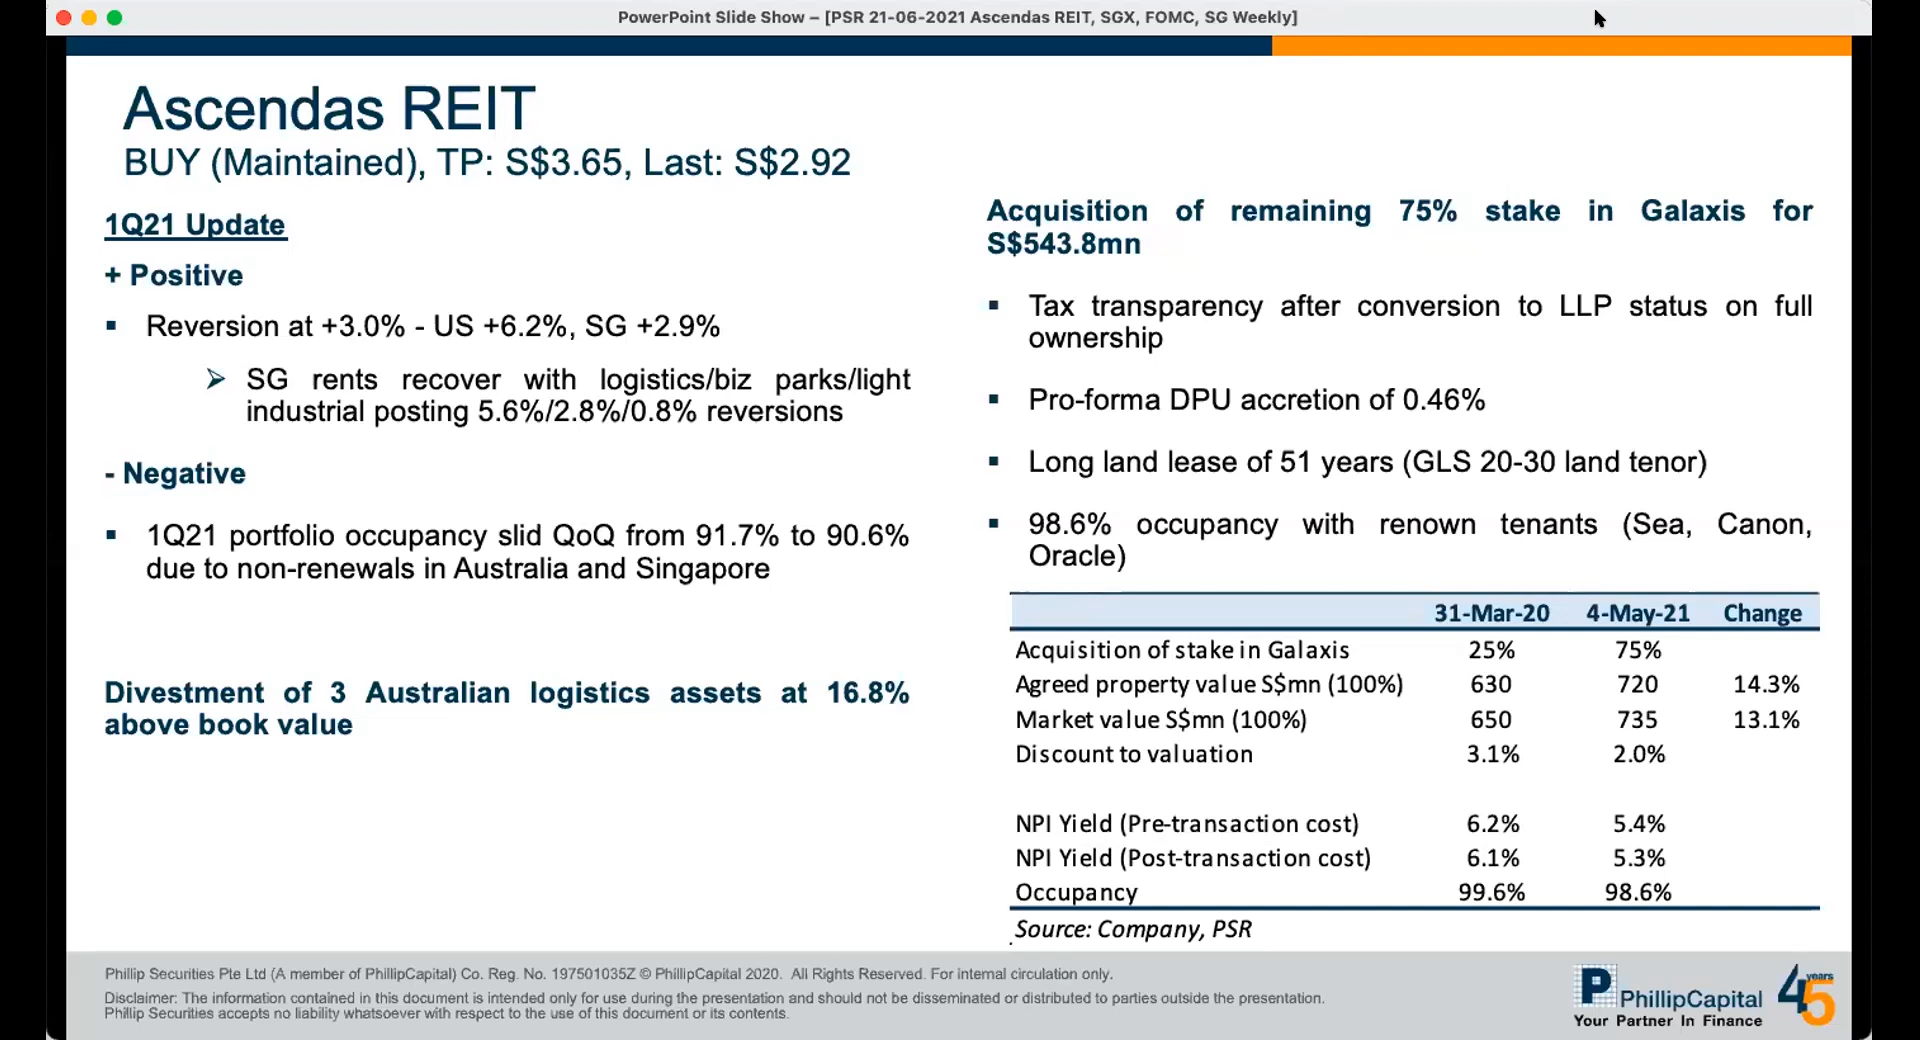 PowerPoint Slide Show – [PSR 21-06-2021 Ascendas REIT, SGX, FOMC, SG Weekly]
Ascendas REIT
BUY (Maintained), TP: S$3.65, Last: S$2.92
1Q21 Update
+ Positive
▪ Reversion at +3.0% - US +6.2%, SG +2.9%
➢ SG rents recover with logistics/biz parks/light
industrial posting 5.6%/2.8%/0.8% reversions
- Negative
▪ 1Q21 portfolio occupancy slid QoQ from 91.7% to 90.6%
due to non-renewals in Australia and Singapore
Divestment of 3 Australian logistics assets at 16.8%
above book value
Acquisition of remaining 75% stake in Galaxis for
S$543.8mn
▪ Tax transparency after conversion to LLP status on full
ownership
▪ Pro-forma DPU accretion of 0.46%
▪ Long land lease of 51 years (GLS 20-30 land tenor)
▪ 98.6% occupancy with renown tenants (Sea, Canon,
Oracle)
31-Mar-20 4-May-21 Change
Acquisition of stake in Galaxis 25% 75%
Agreed property value S$mn (100%) 630 720 14.3%
Market value S$mn (100%) 650 735 13.1%
Discount to valuation 3.1% 2.0%
NPI Yield (Pre-transaction cost) 6.2% 5.4%
NPI Yield (Post-transaction cost) 6.1% 5.3%
Occupancy 99.6% 98.6%
Source: Company, PSR
Phillip Securities Pte Ltd (A member of PhillipCapital) Co. Reg. No. 197501035Z © PhillipCapital 2020. All Rights Reserved. For internal circulation only.
Disclaimer: The information contained in this document is intended only for use during the presentation and should not be disseminated or distributed to parties outside the presentation.
Phillip Securities accepts no liability whatsoever with respect to the use of this document or its contents.
P PhillipCapital
Your Partner In Finance
45 years